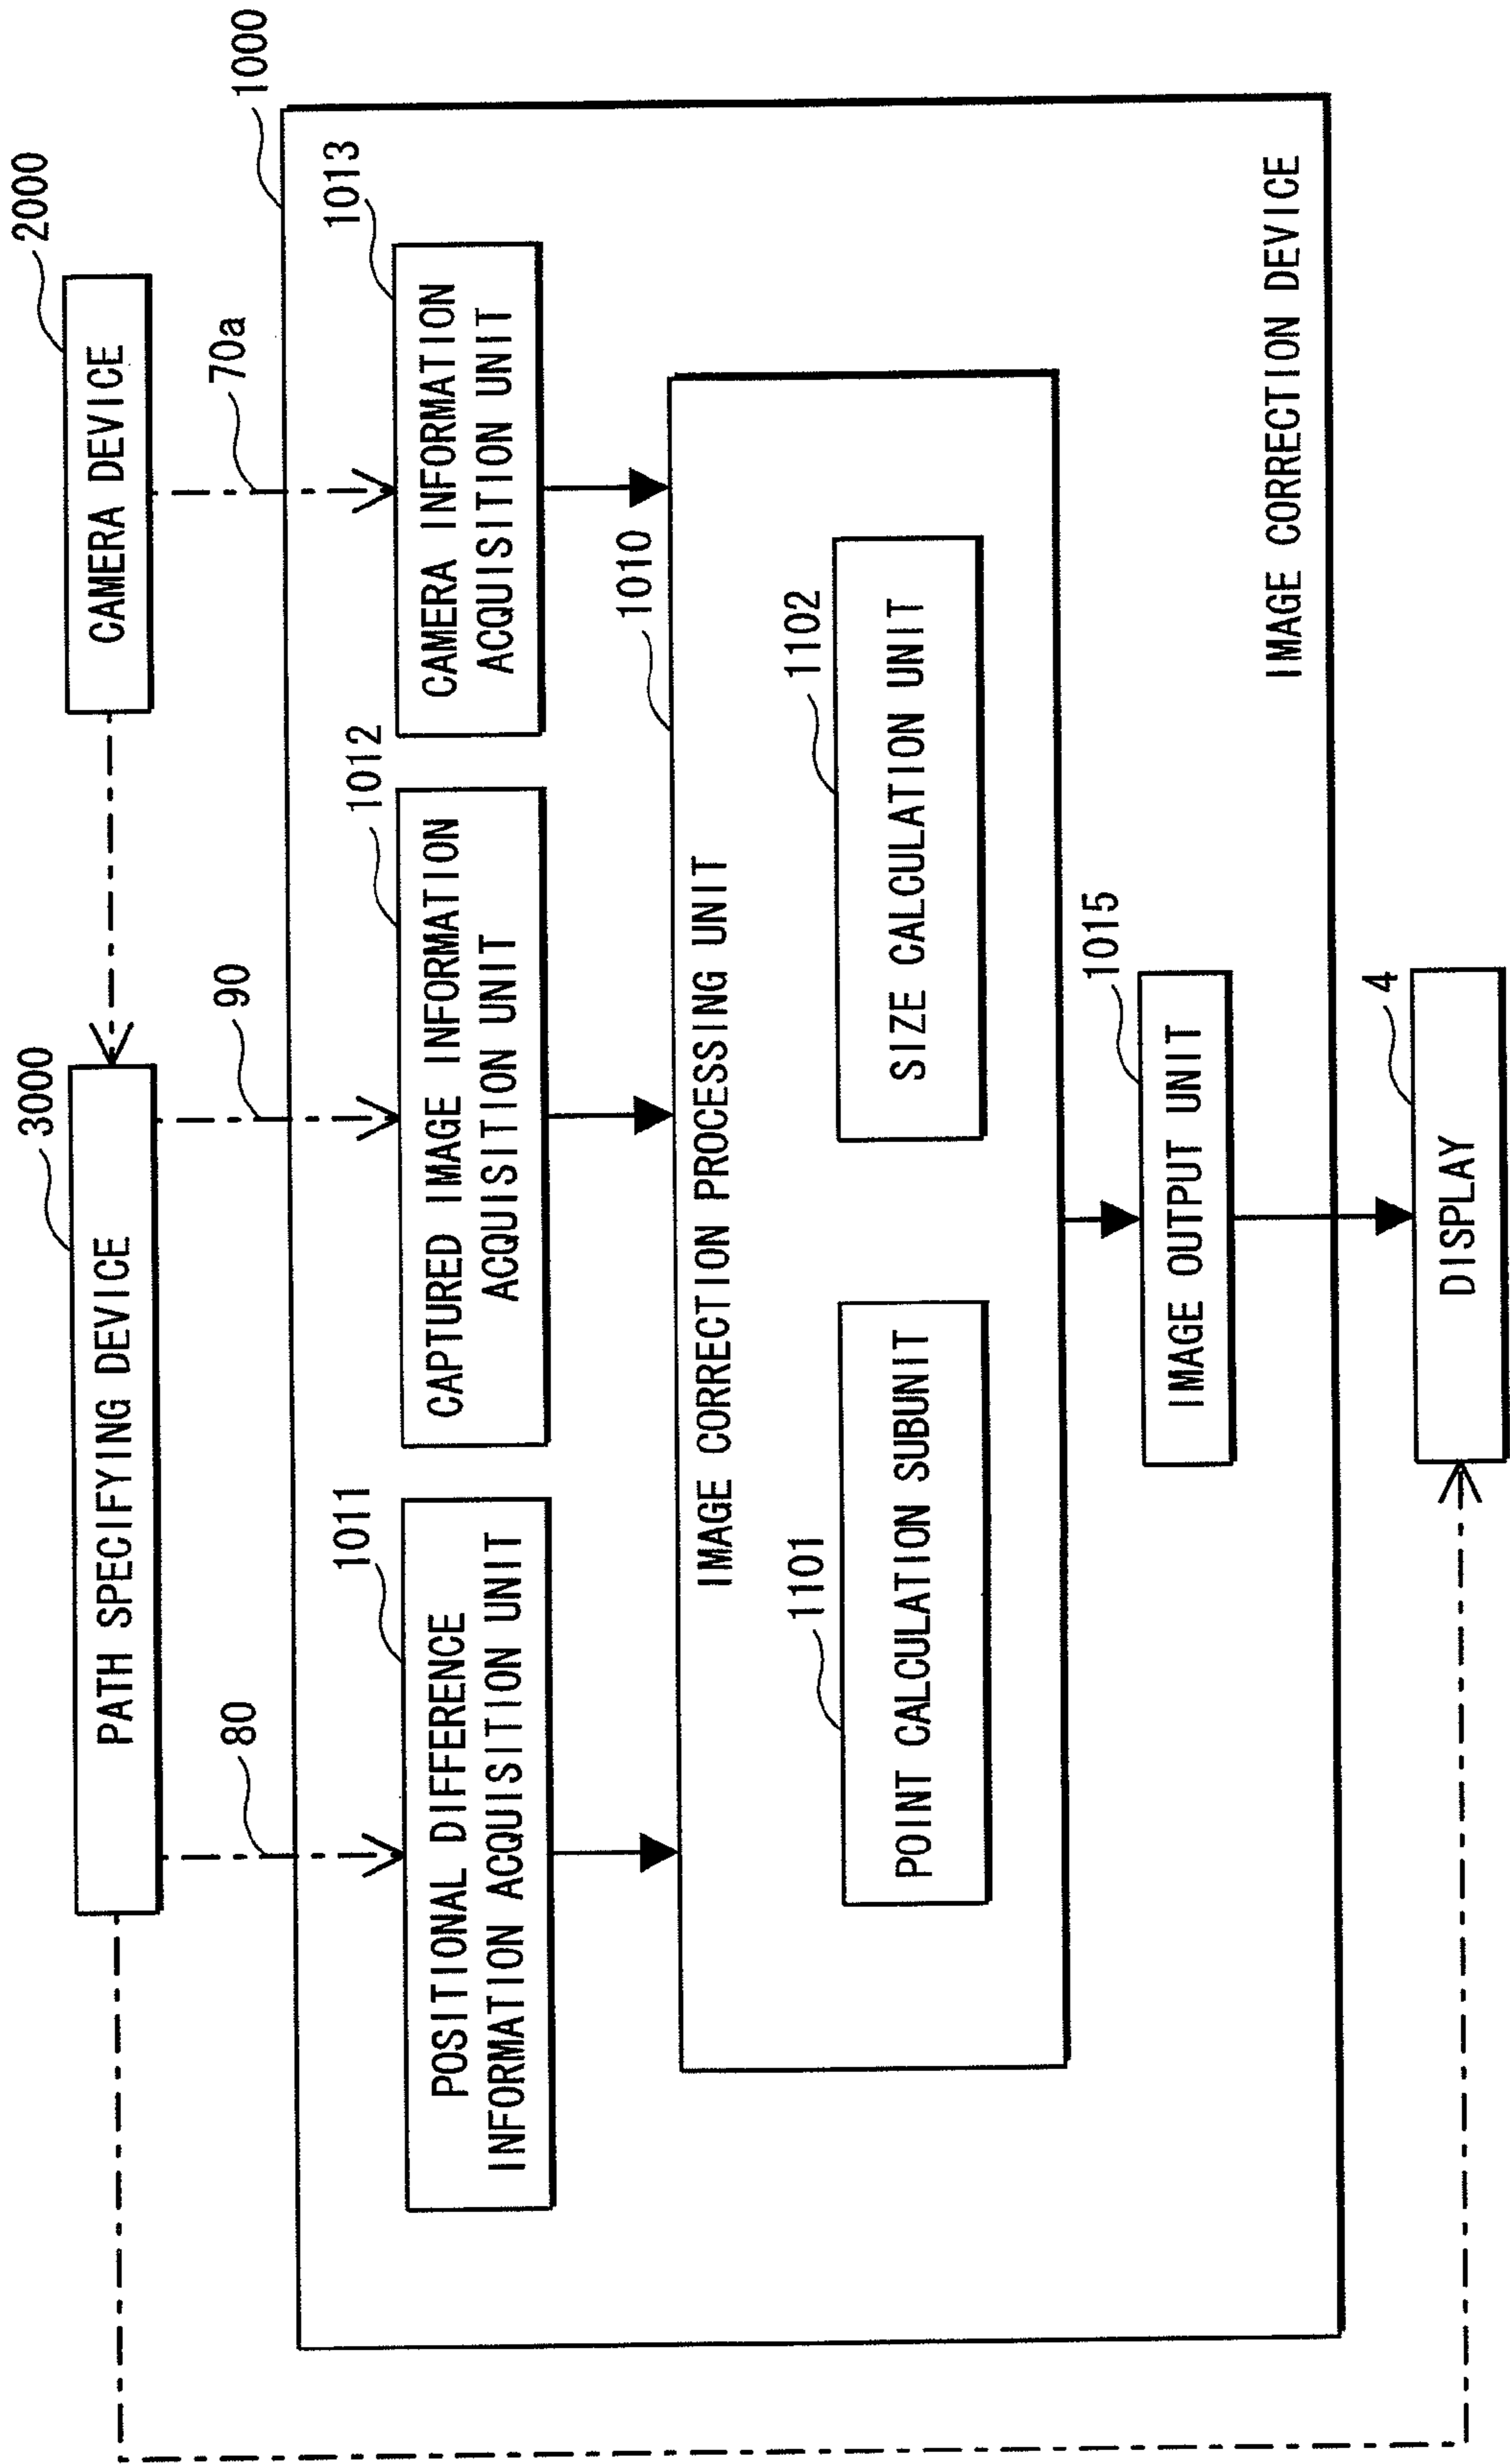 3000
PATH SPECIFYING DEVICE
2000
CAMERA DEVICE
80
90
70a
1000
1011
POSITIONAL DIFFERENCE
INFORMATION ACQUISITION UNIT
1012
CAPTURED IMAGE INFORMATION
ACQUISITION UNIT
1013
CAMERA INFORMATION
ACQUISITION UNIT
1010
IMAGE CORRECTION PROCESSING UNIT
1101
POINT CALCULATION SUBUNIT
1102
SIZE CALCULATION UNIT
1015
IMAGE OUTPUT UNIT
IMAGE CORRECTION DEVICE
4
DISPLAY